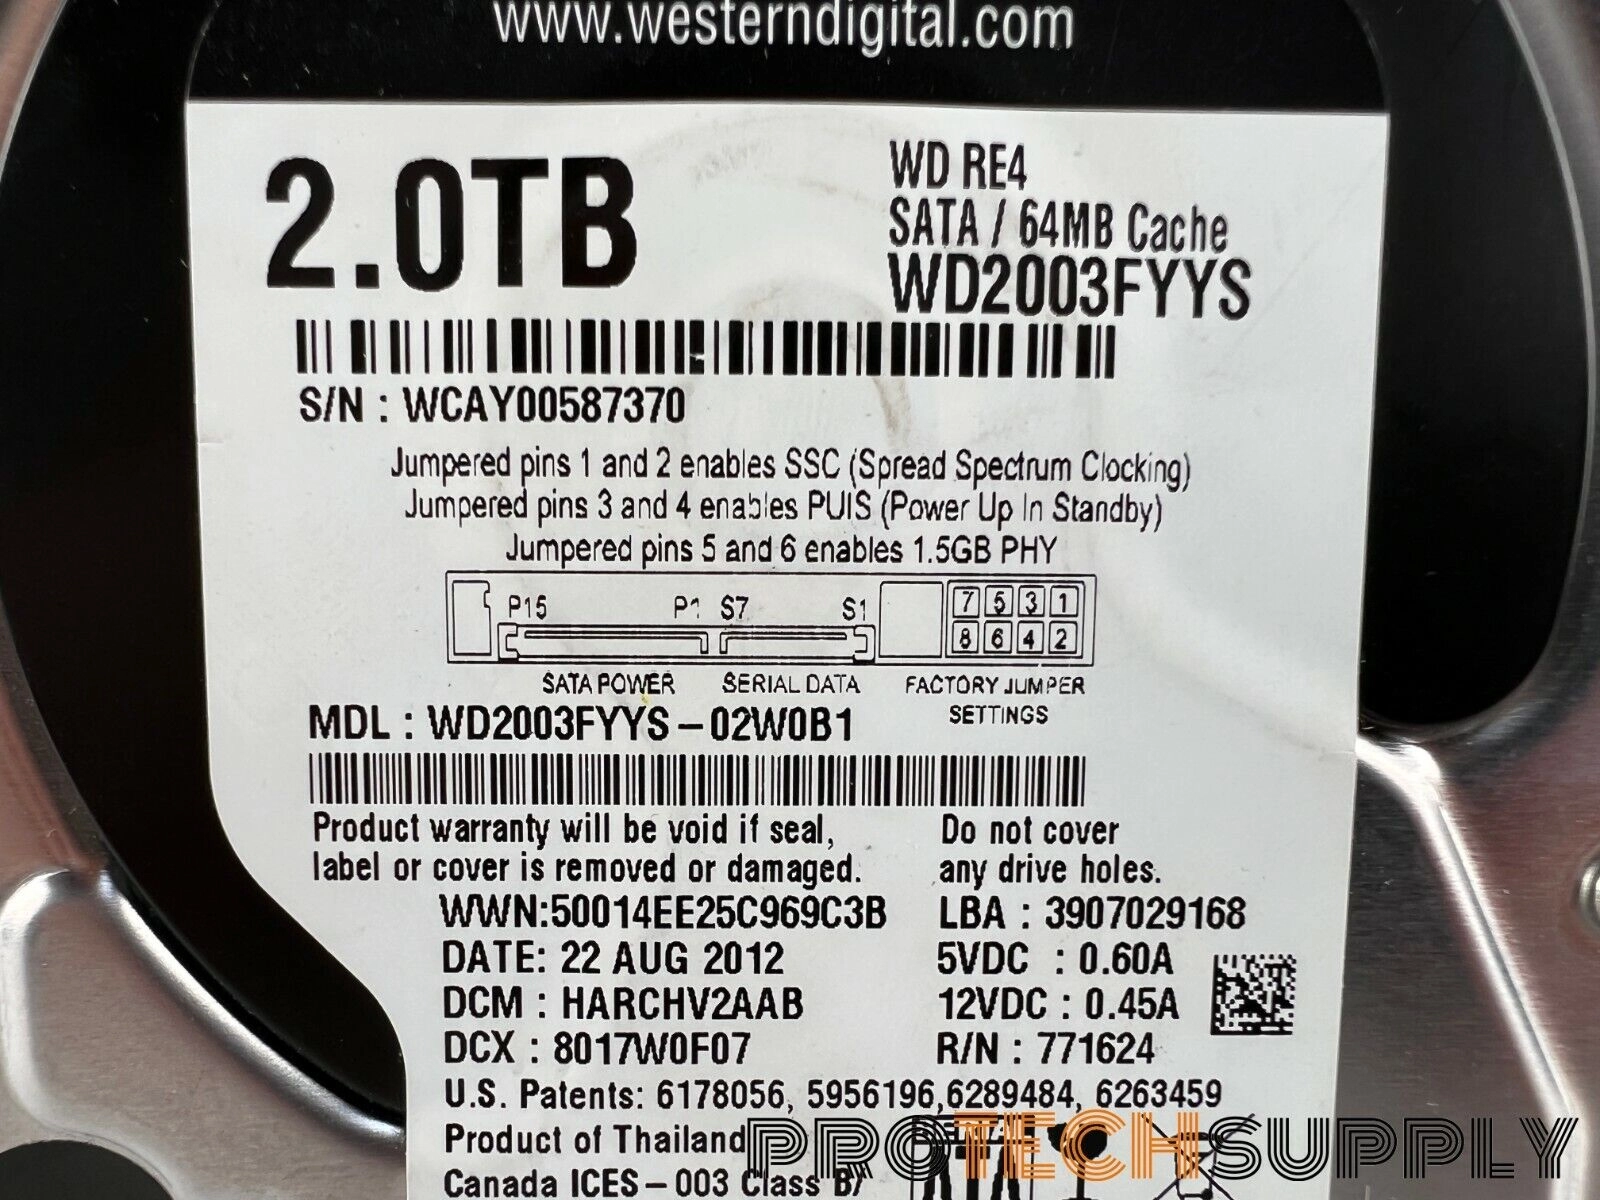 www.westerndigital.com
2.0TB
WD RE4
SATA / 64MB Cache
WD2003FYYS
S/N : WCAY00587370
Jumpered pins 1 and 2 enables SSC (Spread Spectrum Clocking)
Jumpered pins 3 and 4 enables PUIS (Power Up In Standby)
Jumpered pins 5 and 6 enables 1.5GB PHY
P15 P1 S7 S1 7 5 3 1
8 6 4 2
SATA POWER SERIAL DATA FACTORY JUMPER
SETTINGS
MDL : WD2003FYYS-02W0B1
Product warranty will be void if seal,
label or cover is removed or damaged.
Do not cover
any drive holes.
WWN:50014EE25C969C3B
DATE: 22 AUG 2012
DCM : HARCHV2AAB
DCX : 8017W0F07
LBA : 3907029168
5VDC : 0.60A
12VDC : 0.45A
R/N : 771624
U.S. Patents: 6178056, 5956196,6289484, 6263459
Product of Thailand
Canada ICES-003 Class B/
PROTECHSUPPLY